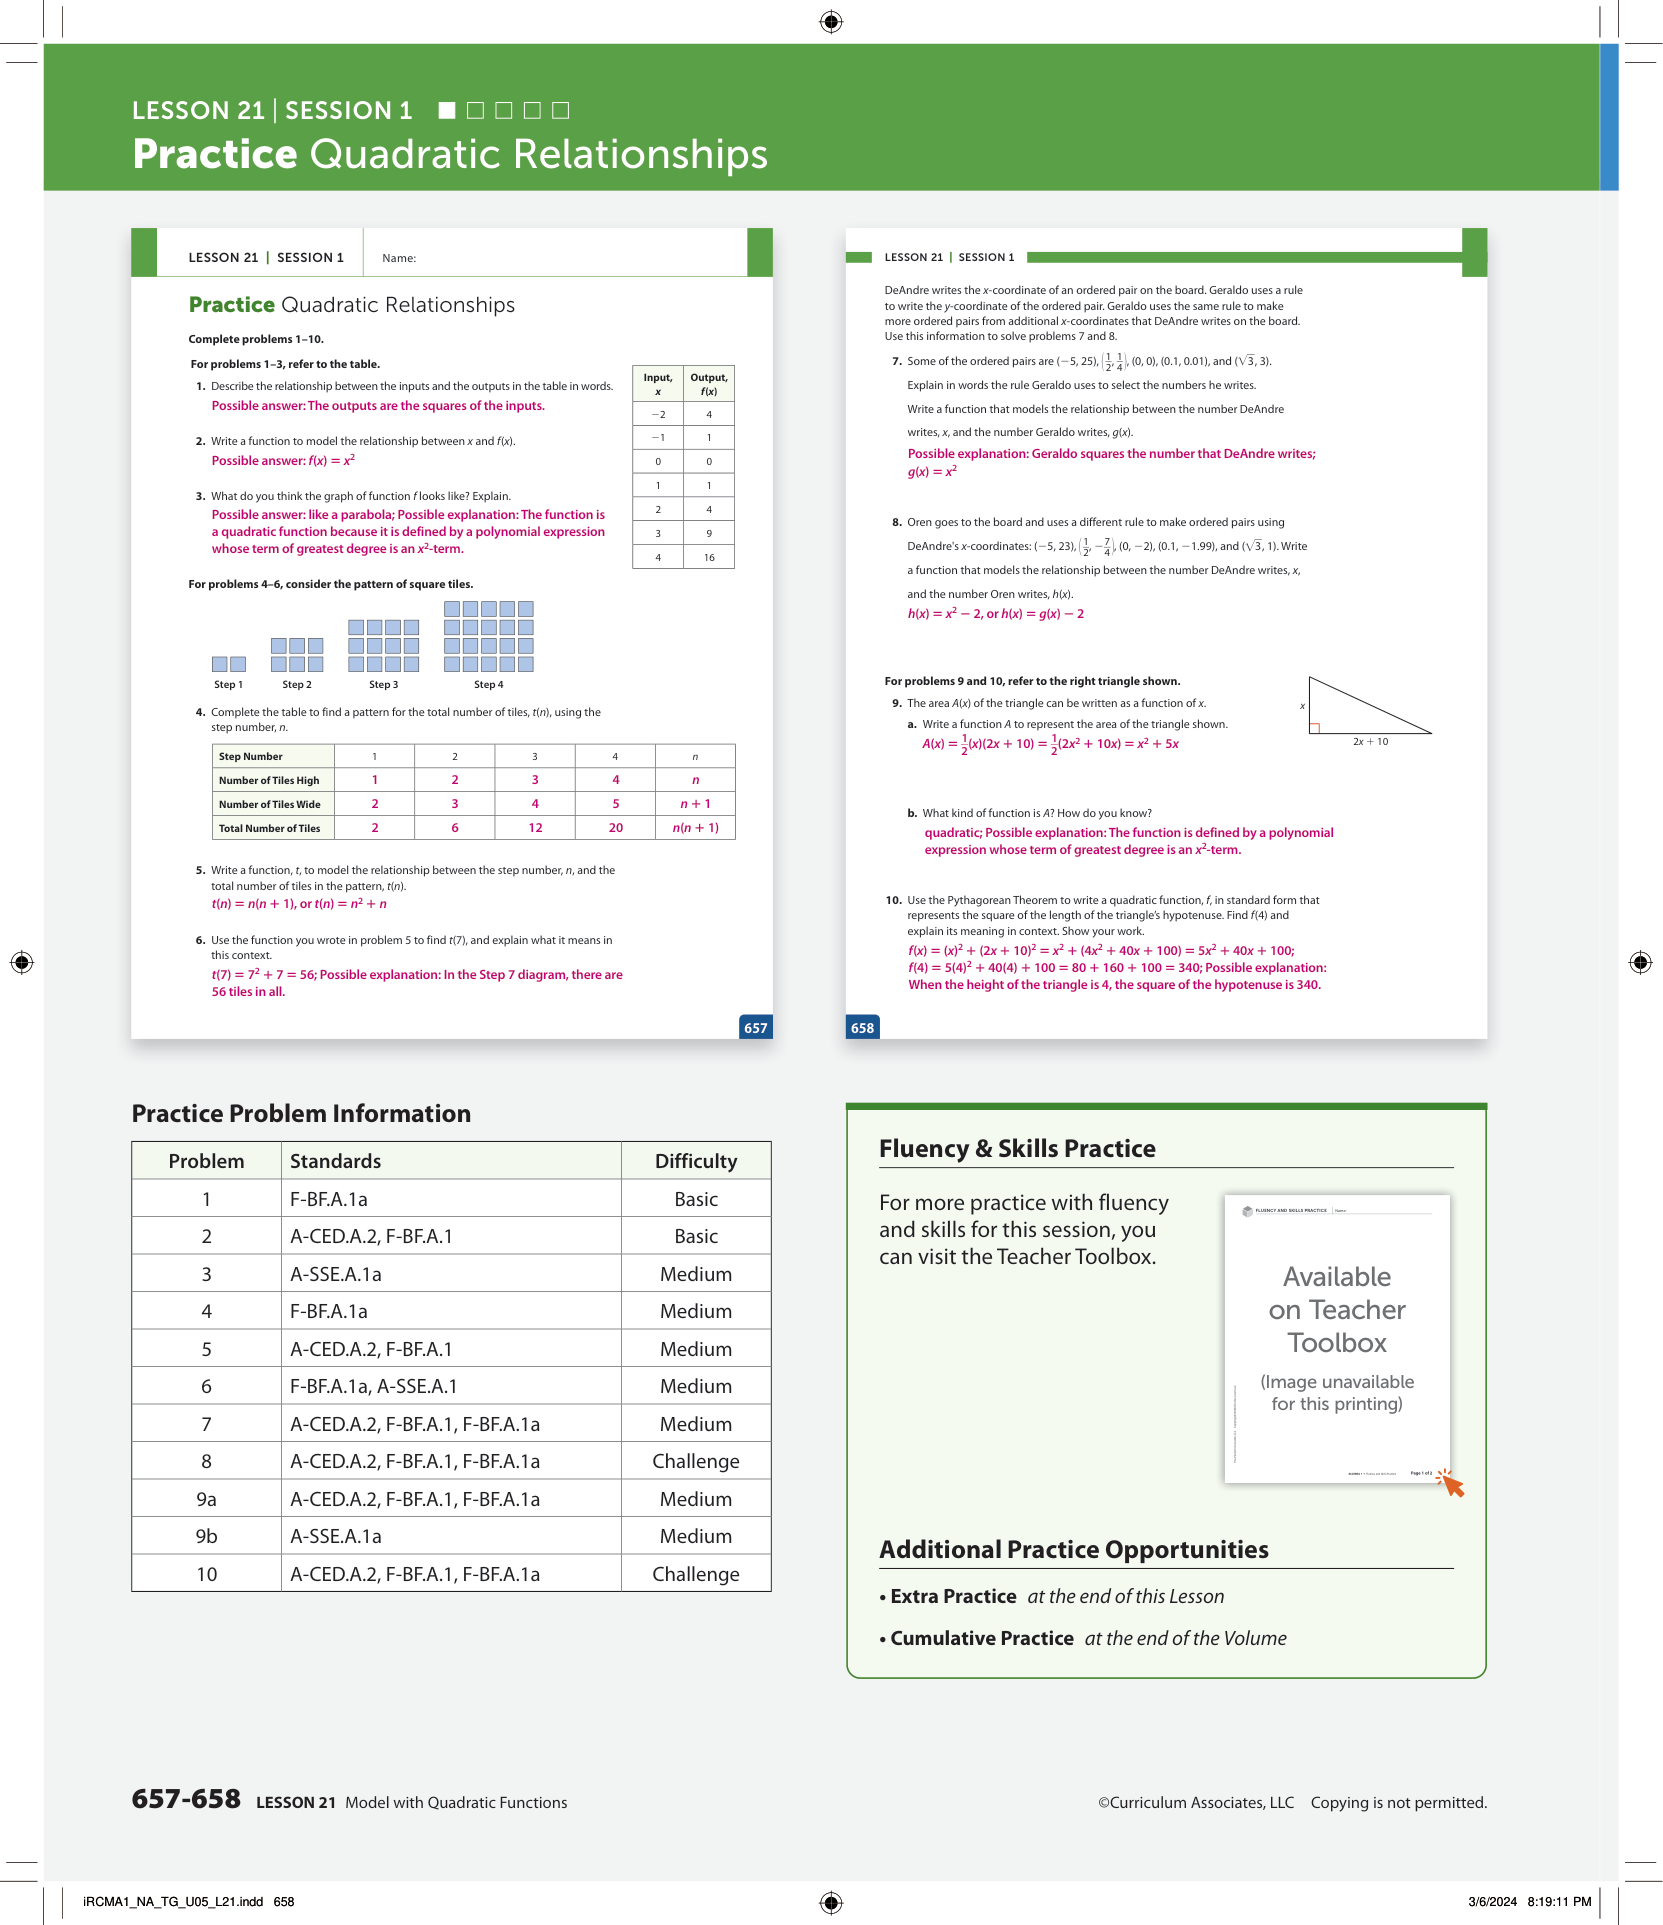 LESSON 21 | SESSION 1
Practice Quadratic Relationships
LESSON 21 | SESSION 1
Name:
Practice Quadratic Relationships
Complete problems 1–10.
For problems 1–3, refer to the table.
1. Describe the relationship between the inputs and the outputs in the table in words.
Possible answer: The outputs are the squares of the inputs.
2. Write a function to model the relationship between x and f(x).
Possible answer: f(x) = x²
3. What do you think the graph of function f looks like? Explain.
Possible answer: like a parabola; Possible explanation: The function is
a quadratic function because it is defined by a polynomial expression
whose term of greatest degree is an x²-term.
Input, x Output, f(x)
−2 4
−1 1
0 0
1 1
2 4
3 9
4 16
For problems 4–6, consider the pattern of square tiles.
Step 1 Step 2 Step 3 Step 4
4. Complete the table to find a pattern for the total number of tiles, t(n), using the
step number, n.
Step Number 1 2 3 4 n
Number of Tiles High 1 2 3 4 n
Number of Tiles Wide 2 3 4 5 n + 1
Total Number of Tiles 2 6 12 20 n(n + 1)
5. Write a function, t, to model the relationship between the step number, n, and the
total number of tiles in the pattern, t(n).
t(n) = n(n + 1), or t(n) = n² + n
6. Use the function you wrote in problem 5 to find t(7), and explain what it means in
this context.
t(7) = 7² + 7 = 56; Possible explanation: In the Step 7 diagram, there are
56 tiles in all.
657
LESSON 21 | SESSION 1
DeAndre writes the x-coordinate of an ordered pair on the board. Geraldo uses a rule
to write the y-coordinate of the ordered pair. Geraldo uses the same rule to make
more ordered pairs from additional x-coordinates that DeAndre writes on the board.
Use this information to solve problems 7 and 8.
7. Some of the ordered pairs are (−5, 25), (1/2, 1/4), (0, 0), (0.1, 0.01), and (√3, 3).
Explain in words the rule Geraldo uses to select the numbers he writes.
Write a function that models the relationship between the number DeAndre
writes, x, and the number Geraldo writes, g(x).
Possible explanation: Geraldo squares the number that DeAndre writes;
g(x) = x²
8. Oren goes to the board and uses a different rule to make ordered pairs using
DeAndre's x-coordinates: (−5, 23), (1/2, −7/4), (0, −2), (0.1, −1.99), and (√3, 1). Write
a function that models the relationship between the number DeAndre writes, x,
and the number Oren writes, h(x).
h(x) = x² − 2, or h(x) = g(x) − 2
For problems 9 and 10, refer to the right triangle shown.
9. The area A(x) of the triangle can be written as a function of x.
a. Write a function A to represent the area of the triangle shown.
A(x) = 1/2(x)(2x + 10) = 1/2(2x² + 10x) = x² + 5x
x
2x + 10
b. What kind of function is A? How do you know?
quadratic; Possible explanation: The function is defined by a polynomial
expression whose term of greatest degree is an x²-term.
10. Use the Pythagorean Theorem to write a quadratic function, f, in standard form that
represents the square of the length of the triangle's hypotenuse. Find f(4) and
explain its meaning in context. Show your work.
f(x) = (x)² + (2x + 10)² = x² + (4x² + 40x + 100) = 5x² + 40x + 100;
f(4) = 5(4)² + 40(4) + 100 = 80 + 160 + 100 = 340; Possible explanation:
When the height of the triangle is 4, the square of the hypotenuse is 340.
658
Practice Problem Information
Problem Standards Difficulty
1 F-BF.A.1a Basic
2 A-CED.A.2, F-BF.A.1 Basic
3 A-SSE.A.1a Medium
4 F-BF.A.1a Medium
5 A-CED.A.2, F-BF.A.1 Medium
6 F-BF.A.1a, A-SSE.A.1 Medium
7 A-CED.A.2, F-BF.A.1, F-BF.A.1a Medium
8 A-CED.A.2, F-BF.A.1, F-BF.A.1a Challenge
9a A-CED.A.2, F-BF.A.1, F-BF.A.1a Medium
9b A-SSE.A.1a Medium
10 A-CED.A.2, F-BF.A.1, F-BF.A.1a Challenge
Fluency & Skills Practice
For more practice with fluency
and skills for this session, you
can visit the Teacher Toolbox.
FLUENCY AND SKILLS PRACTICE | Name:
Available
on Teacher
Toolbox
(Image unavailable
for this printing)
Page 1 of 2
Additional Practice Opportunities
• Extra Practice at the end of this Lesson
• Cumulative Practice at the end of the Volume
657-658 LESSON 21 Model with Quadratic Functions
©Curriculum Associates, LLC Copying is not permitted.
iRCMA1_NA_TG_U05_L21.indd 658
3/6/2024 8:19:11 PM